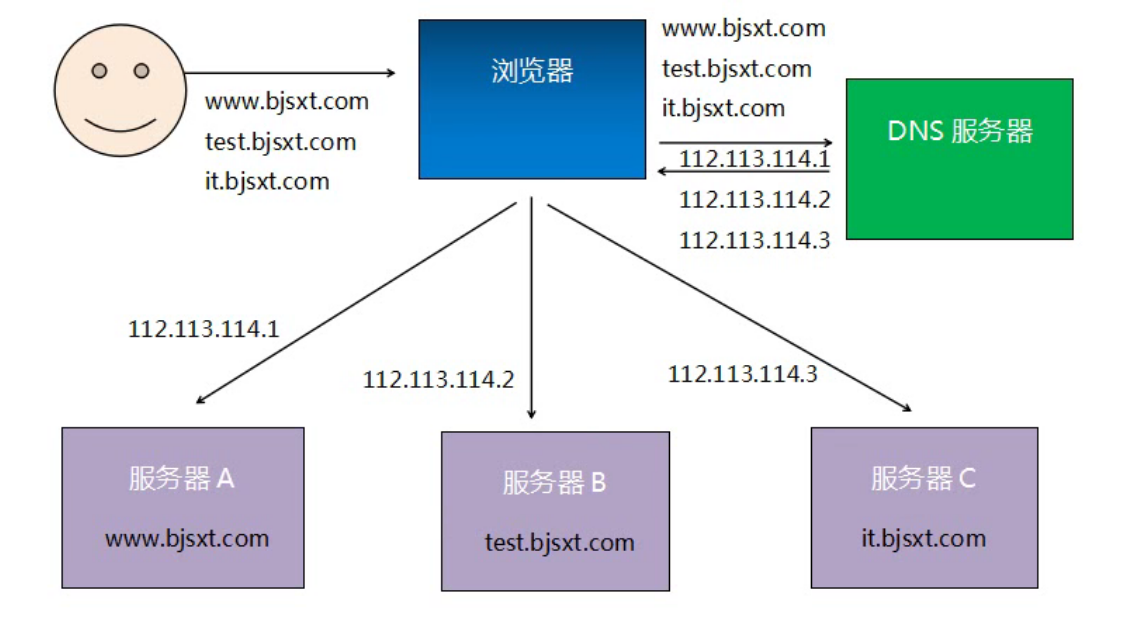 www.bjsxt.com
test.bjsxt.com
it.bjsxt.com
浏览器
www.bjsxt.com
test.bjsxt.com
it.bjsxt.com
112.113.114.1
112.113.114.2
112.113.114.3
DNS 服务器
112.113.114.1
112.113.114.2
112.113.114.3
服务器 A
www.bjsxt.com
服务器 B
test.bjsxt.com
服务器 C
it.bjsxt.com